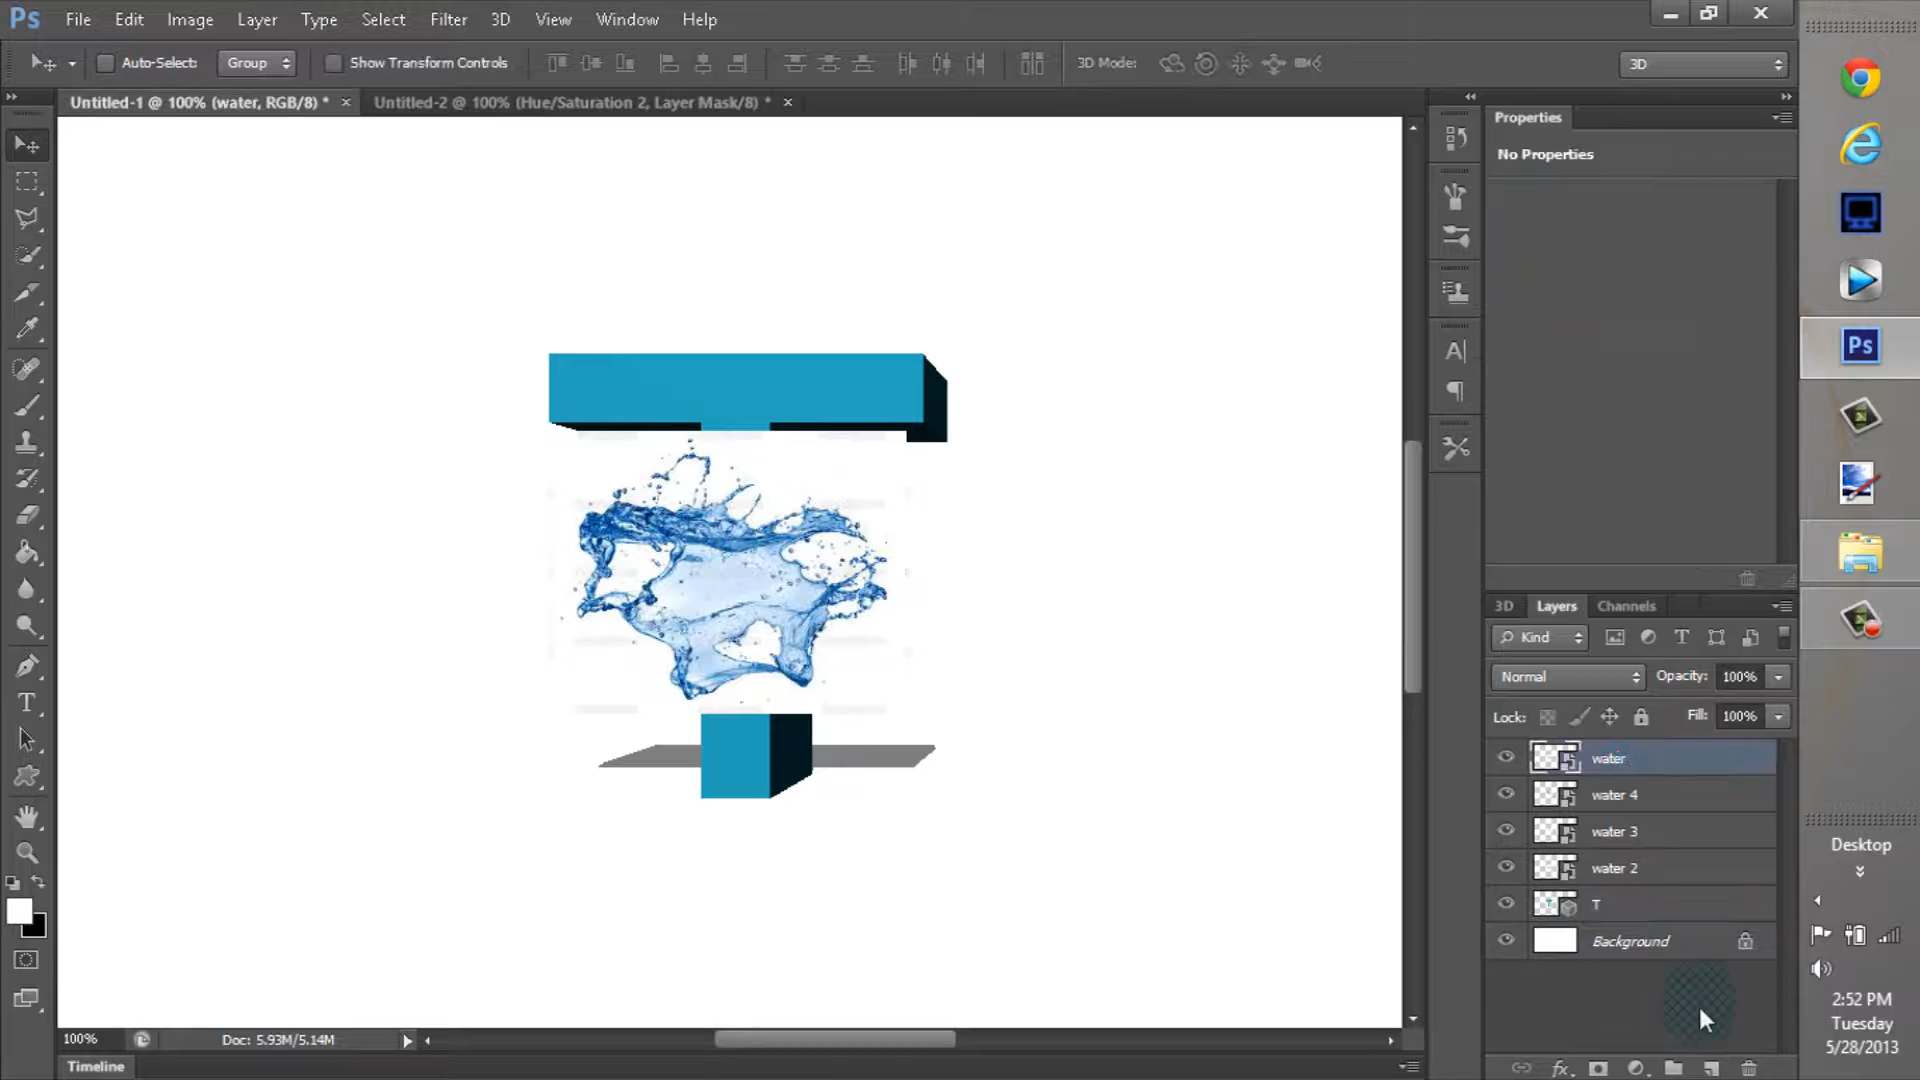 Ps File Edit Image Layer Type Select Filter 3D View Window Help
Auto-Select: Group Show Transform Controls 3D Mode: 3D
Untitled-1 @ 100% (water, RGB/8) * × Untitled-2 @ 100% (Hue/Saturation 2, Layer Mask/8) * ×
Properties
No Properties
Ps
3D Layers Channels
Kind
Normal Opacity: 100%
Lock: Fill: 100%
water
water 4
water 3
water 2
T
Background
Desktop
2:52 PM
Tuesday
5/28/2013
100% Doc: 5.93M/5.14M
Timeline
fx